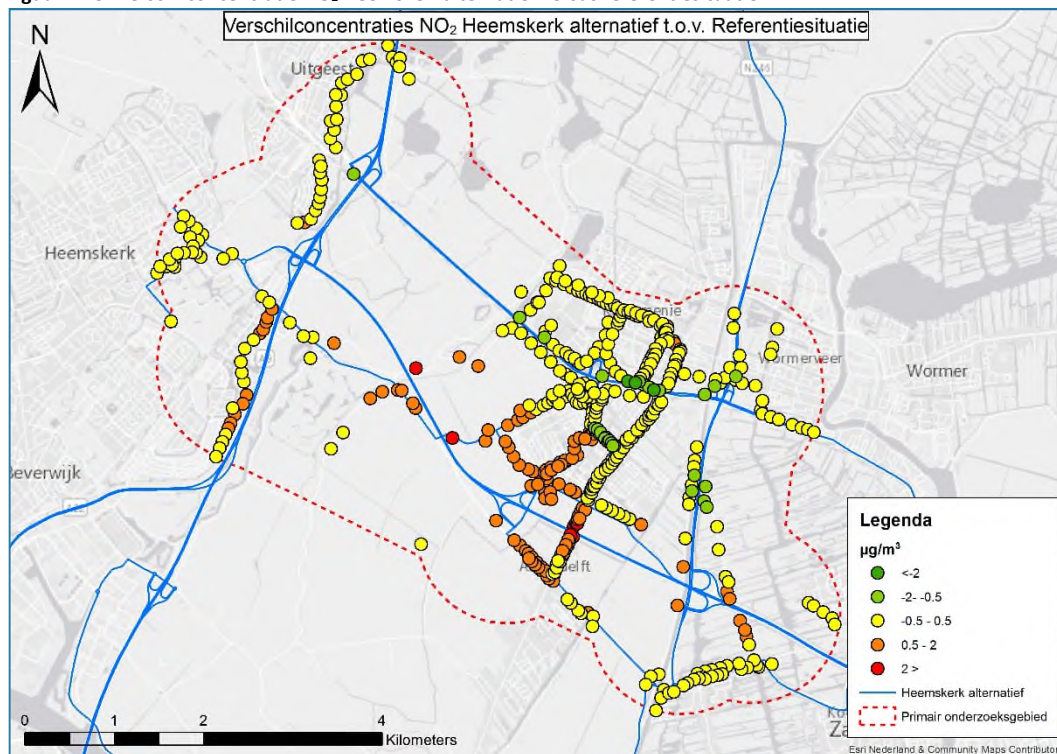 Verschilconcentraties NO₂ Heemskerk alternatief t.o.v. Referentiesituatie
N
Uitgeest
N246
Heemskerk
Wormerveer
Wormer
Beverwijk
Legenda
µg/m³
<-2
-2- -0.5
-0.5 - 0.5
0.5 - 2
2 >
Heemskerk alternatief
Primair onderzoeksgebied
0 1 2 4
Kilometers
Esri Nederland & Community Maps Contributor